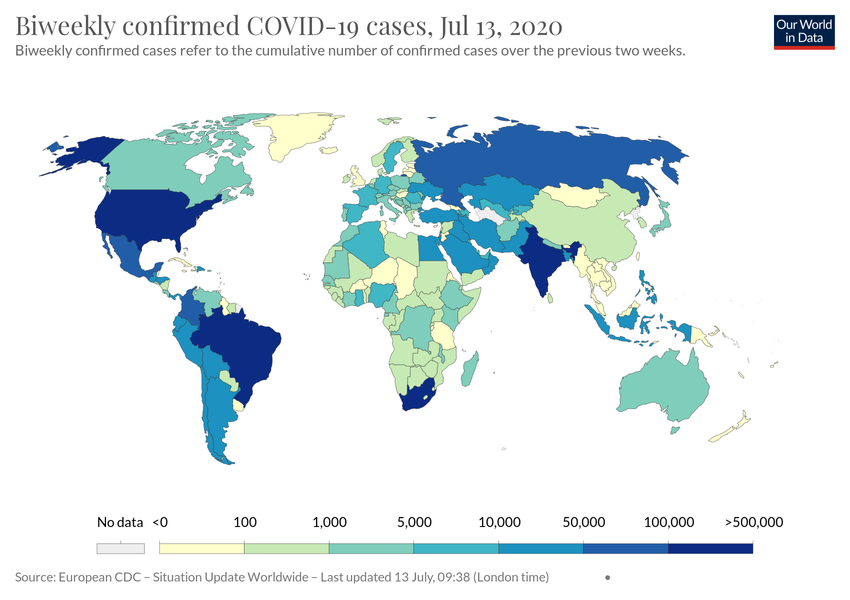 Biweekly confirmed COVID-19 cases, Jul 13, 2020
Biweekly confirmed cases refer to the cumulative number of confirmed cases over the previous two weeks.
Our World
in Data
No data <0 100 1,000 5,000 10,000 50,000 100,000 >500,000
Source: European CDC – Situation Update Worldwide – Last updated 13 July, 09:38 (London time) •